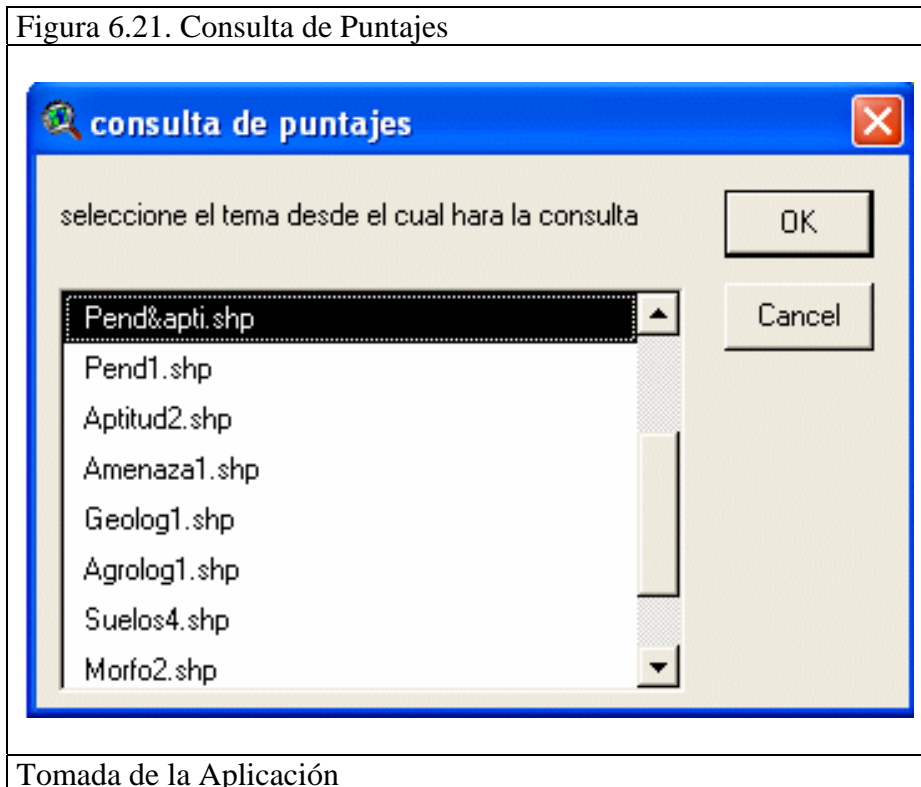 Figura 6.21. Consulta de Puntajes
consulta de puntajes
seleccione el tema desde el cual hara la consulta
OK
Cancel
Pend&apti.shp
Pend1.shp
Aptitud2.shp
Amenaza1.shp
Geolog1.shp
Agrolog1.shp
Suelos4.shp
Morfo2.shp
Tomada de la Aplicación